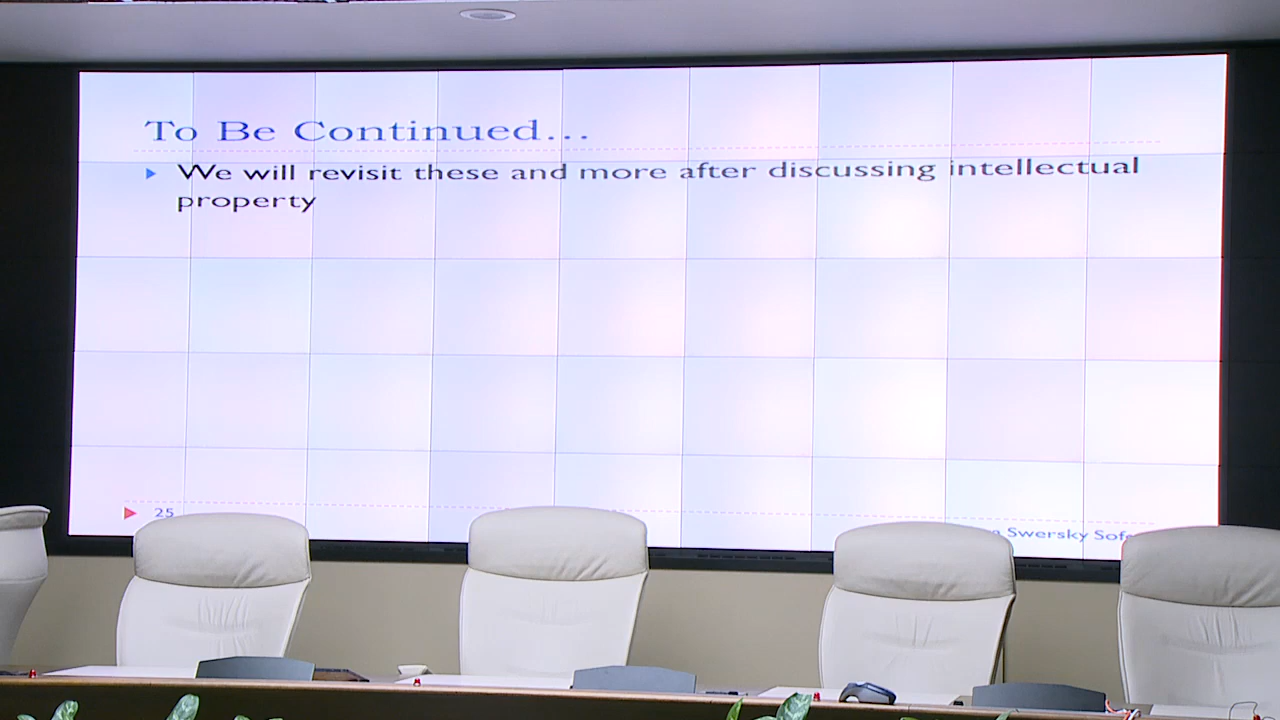 To Be Continued...
We will revisit these and more after discussing intellectual
property
25
Swersky